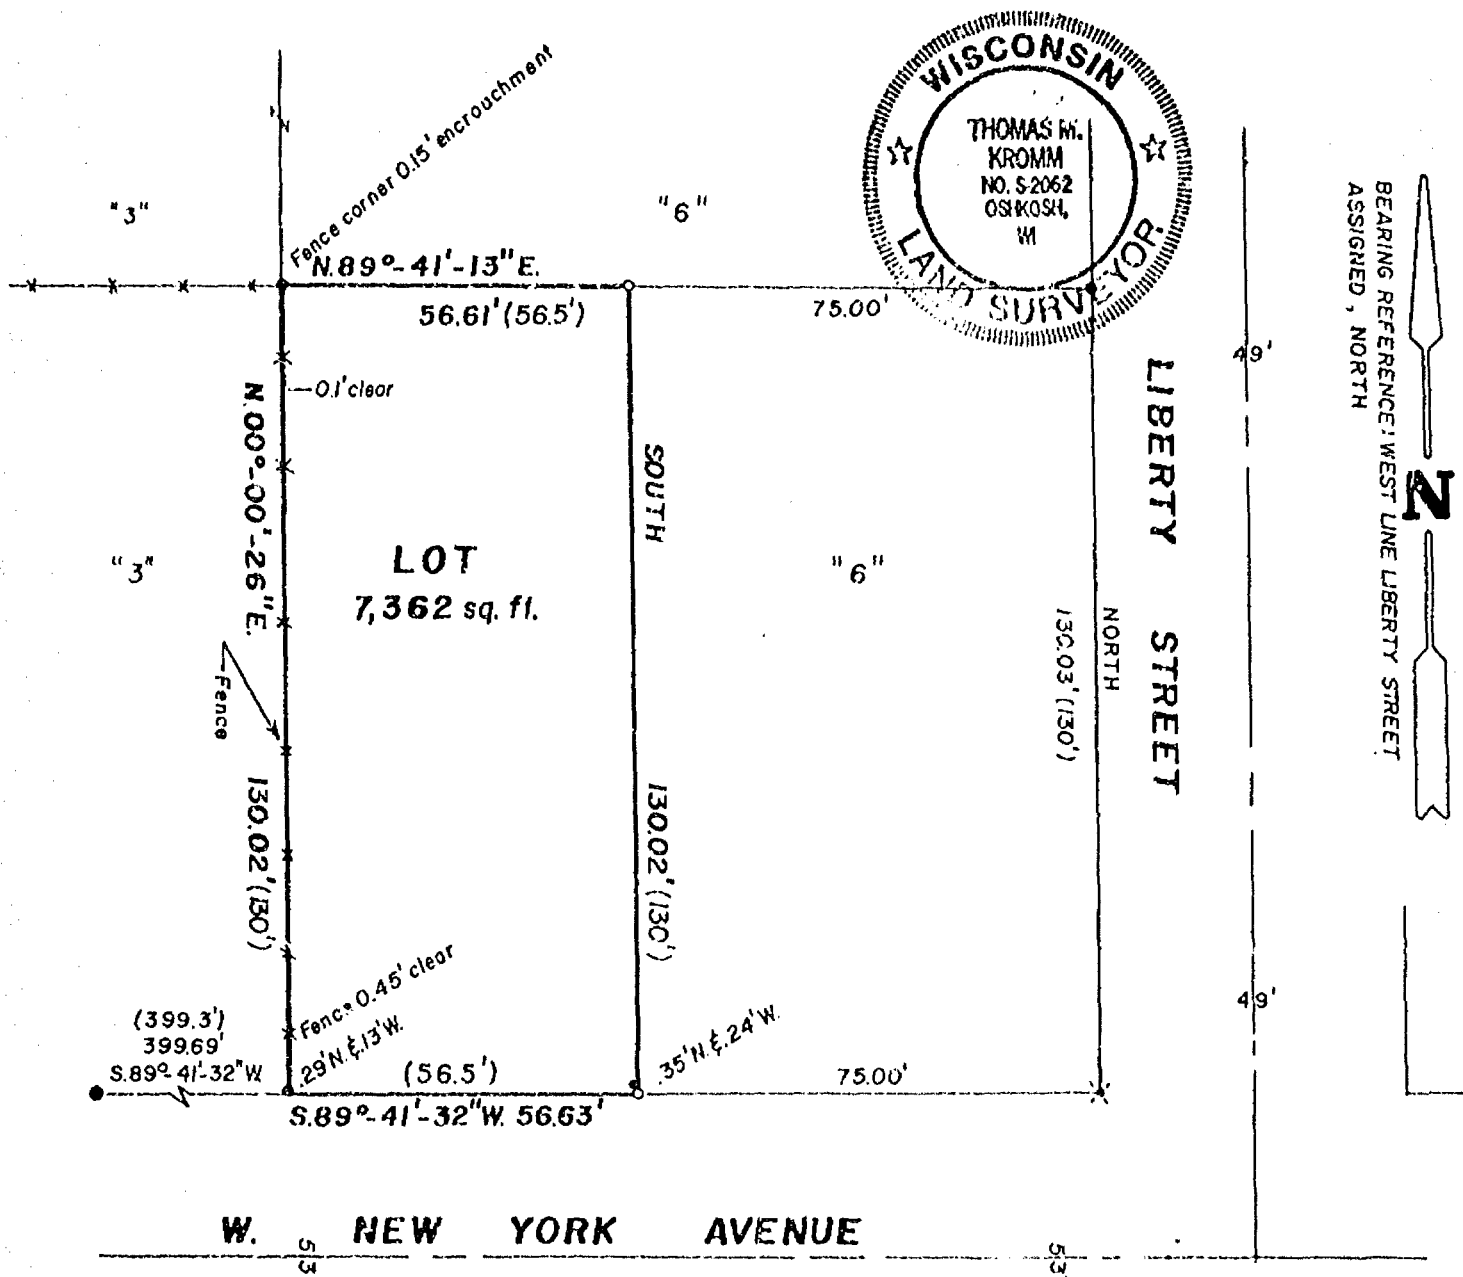 WISCONSIN
LAND SURVEYOR
THOMAS M.
KROMM
NO. S-2062
OSHKOSH,
WI
Fence corner 0.15' encrouchment
"3"
"6"
N.89°-41'-13"E.
56.61'(56.5')
75.00'
49'
BEARING REFERENCE: WEST LINE LIBERTY STREET
ASSIGNED, NORTH
N
0.1' clear
N.00°-00'-26"E.
SOUTH
LIBERTY STREET
"3"
LOT
7,362 sq. ft.
"6"
NORTH
130.03'(130')
Fence
130.02'(130')
130.02'(130')
Fence 0.45' clear
.29'N.&.13'W.
.35'N.&.24'W.
(399.3')
399.69'
S.89°-41'-32"W.
(56.5')
S.89°-41'-32"W. 56.63'
75.00'
49'
W. NEW YORK AVENUE
53
53